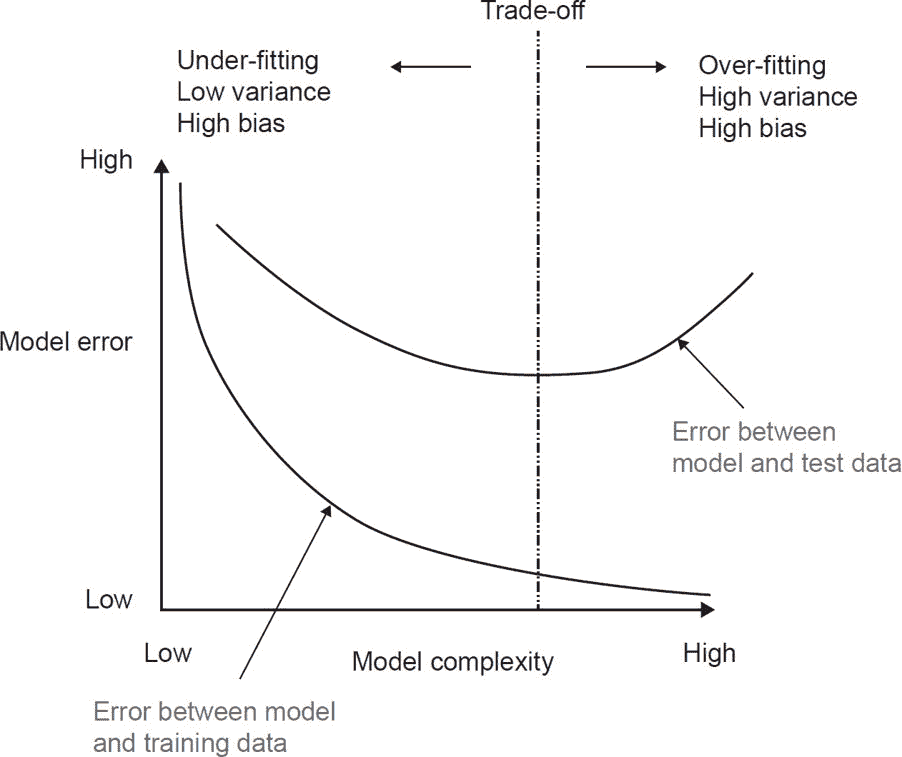 Trade-off
Under-fitting
Low variance
High bias
Over-fitting
High variance
High bias
High
Model error
Error between
model and test data
Low
Low
Model complexity
High
Error between model
and training data